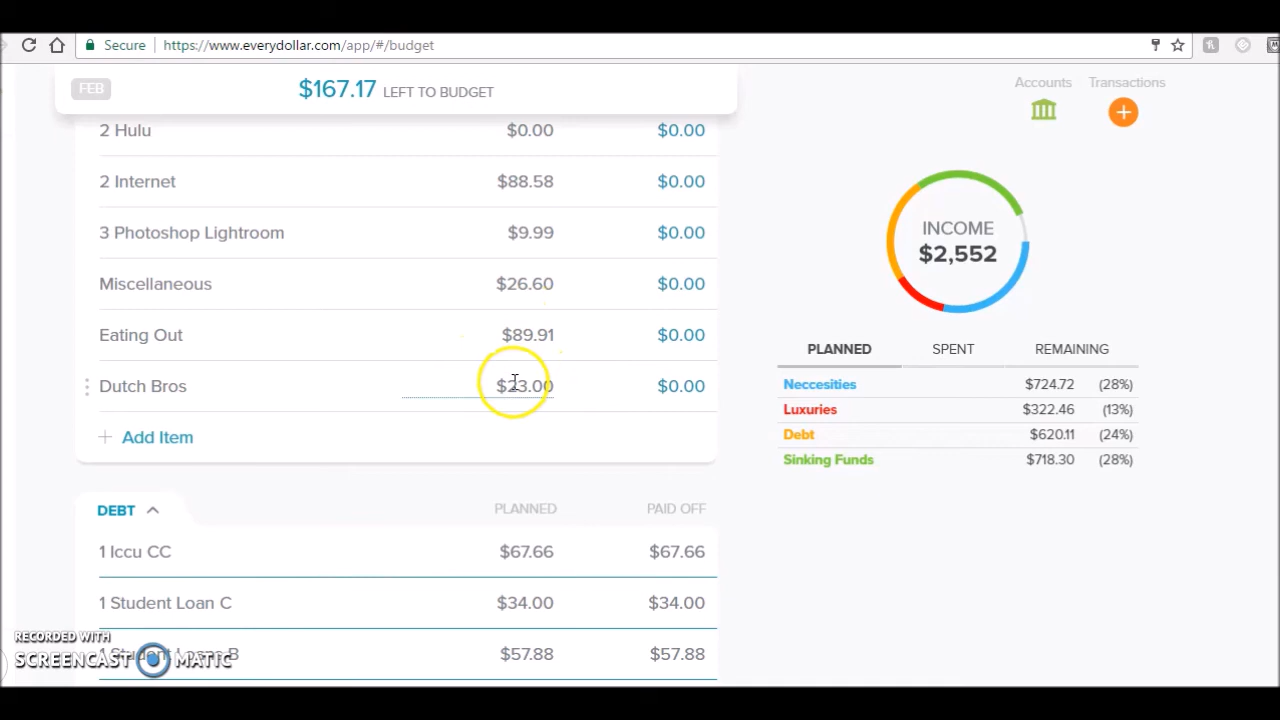 Secure https://www.everydollar.com/app/#/budget
FEB $167.17 LEFT TO BUDGET
Accounts Transactions
2 Hulu $0.00 $0.00
2 Internet $88.58 $0.00
3 Photoshop Lightroom $9.99 $0.00
Miscellaneous $26.60 $0.00
Eating Out $89.91 $0.00
Dutch Bros $23.00 $0.00
+ Add Item
DEBT PLANNED PAID OFF
1 Iccu CC $67.66 $67.66
1 Student Loan C $34.00 $34.00
1 Student Loans B $57.88 $57.88
INCOME
$2,552
PLANNED SPENT REMAINING
Neccesities $724.72 (28%)
Luxuries $322.46 (13%)
Debt $620.11 (24%)
Sinking Funds $718.30 (28%)
RECORDED WITH
SCREENCAST MATIC